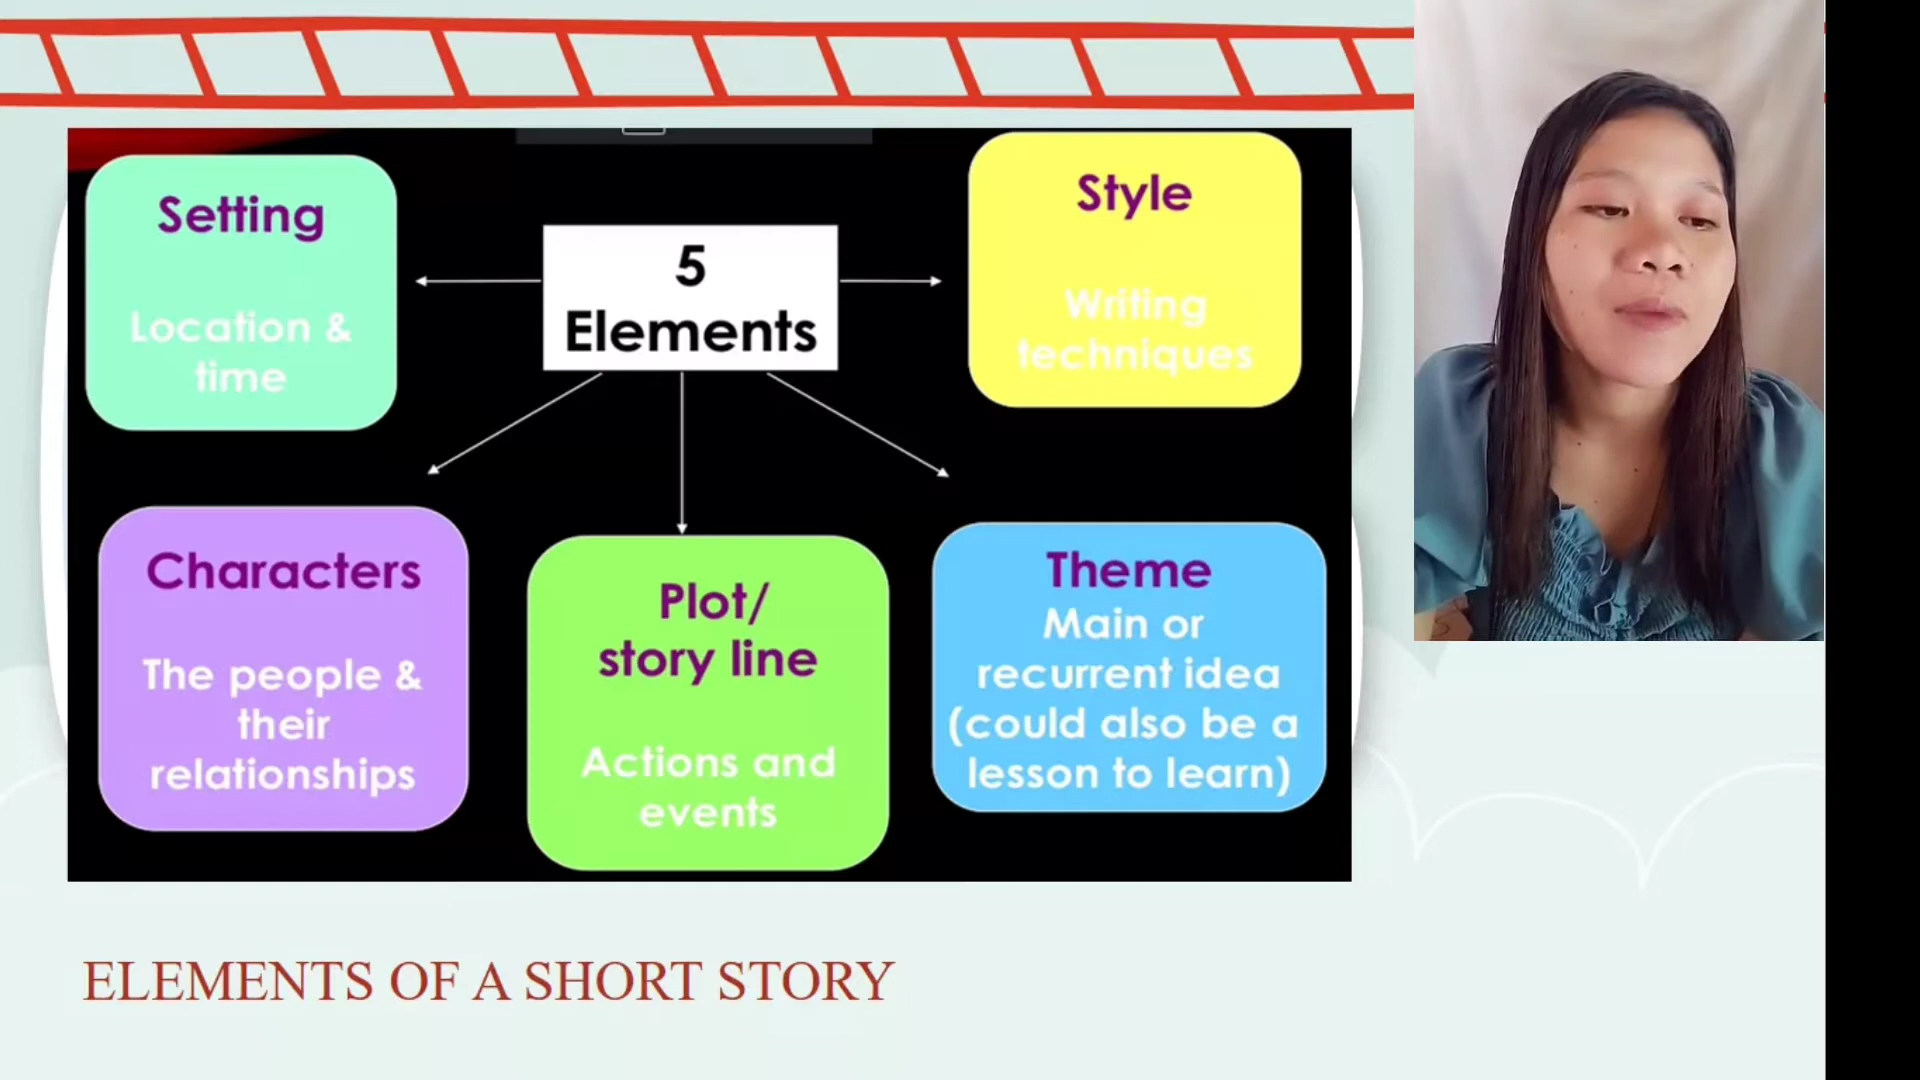 5
Elements
Setting
Location &
time
Style
Writing
techniques
Characters
The people &
their
relationships
Plot/
story line
Actions and
events
Theme
Main or
recurrent idea
(could also be a
lesson to learn)
ELEMENTS OF A SHORT STORY